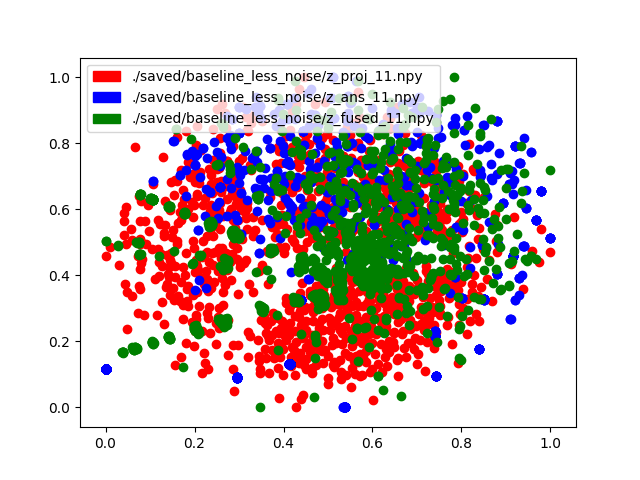 1.0
0.8
0.6
0.4
0.2
0.0
./saved/baseline_less_noise/z_proj_11.npy
./saved/baseline_less_noise/z_ans_11.npy
./saved/baseline_less_noise/z_fused_11.npy
0.0 0.2 0.4 0.6 0.8 1.0